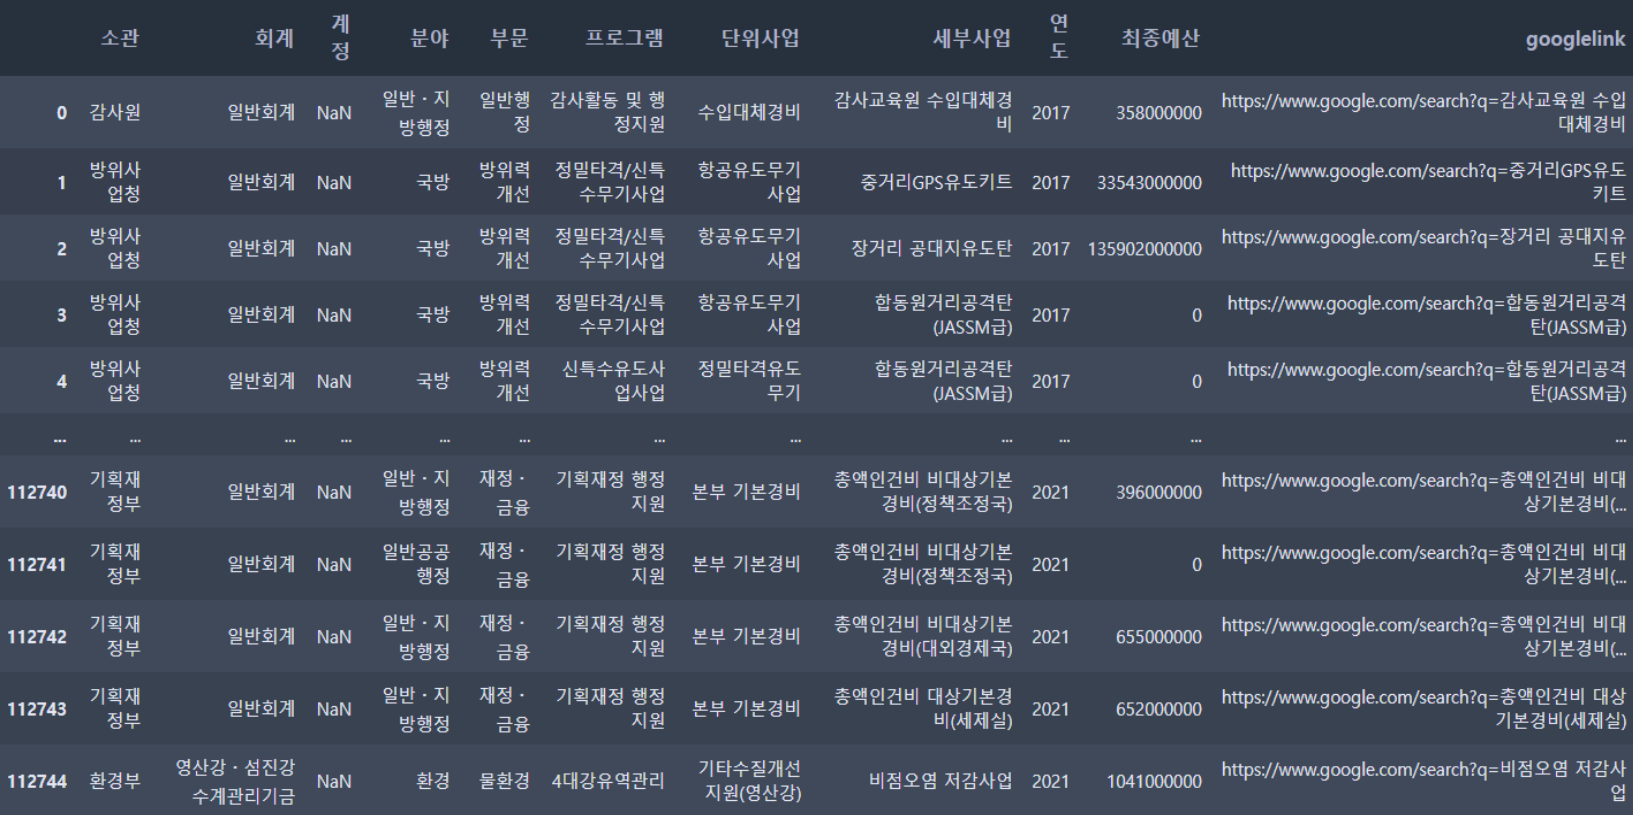 소관 회계 계정 분야 부문 프로그램 단위사업 세부사업 연도 최종예산 googlelink
0 감사원 일반회계 NaN 일반・지방행정 일반행정 감사활동 및 행정지원 수입대체경비 감사교육원 수입대체경비 2017 358000000 https://www.google.com/search?q=감사교육원 수입대체경비
1 방위사업청 일반회계 NaN 국방 방위력개선 정밀타격/신특수무기사업 항공유도무기사업 중거리GPS유도키트 2017 33543000000 https://www.google.com/search?q=중거리GPS유도키트
2 방위사업청 일반회계 NaN 국방 방위력개선 정밀타격/신특수무기사업 항공유도무기사업 장거리 공대지유도탄 2017 135902000000 https://www.google.com/search?q=장거리 공대지유도탄
3 방위사업청 일반회계 NaN 국방 방위력개선 정밀타격/신특수무기사업 항공유도무기사업 합동원거리공격탄(JASSM급) 2017 0 https://www.google.com/search?q=합동원거리공격탄(JASSM급)
4 방위사업청 일반회계 NaN 국방 방위력개선 신특수유도사업사업 정밀타격유도무기 합동원거리공격탄(JASSM급) 2017 0 https://www.google.com/search?q=합동원거리공격탄(JASSM급)
... ... ... ... ... ... ... ... ... ... ... ...
112740 기획재정부 일반회계 NaN 일반・지방행정 재정・금융 기획재정 행정지원 본부 기본경비 총액인건비 비대상기본경비(정책조정국) 2021 396000000 https://www.google.com/search?q=총액인건비 비대상기본경비(...
112741 기획재정부 일반회계 NaN 일반공공행정 재정・금융 기획재정 행정지원 본부 기본경비 총액인건비 비대상기본경비(정책조정국) 2021 0 https://www.google.com/search?q=총액인건비 비대상기본경비(...
112742 기획재정부 일반회계 NaN 일반・지방행정 재정・금융 기획재정 행정지원 본부 기본경비 총액인건비 비대상기본경비(대외경제국) 2021 655000000 https://www.google.com/search?q=총액인건비 비대상기본경비(...
112743 기획재정부 일반회계 NaN 일반・지방행정 재정・금융 기획재정 행정지원 본부 기본경비 총액인건비 대상기본경비(세제실) 2021 652000000 https://www.google.com/search?q=총액인건비 대상기본경비(세제실)
112744 환경부 영산강・섬진강수계관리기금 NaN 환경 물환경 4대강유역관리 기타수질개선지원(영산강) 비점오염 저감사업 2021 1041000000 https://www.google.com/search?q=비점오염 저감사업